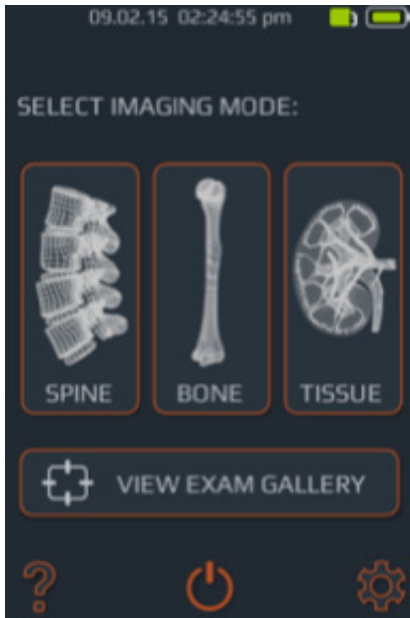 09.02.15 02:24:55 pm
SELECT IMAGING MODE:
SPINE BONE TISSUE
VIEW EXAM GALLERY
?